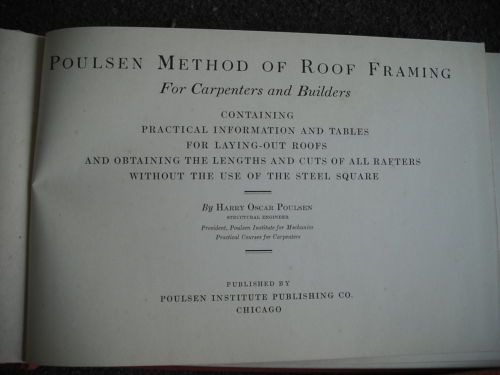 POULSEN METHOD OF ROOF FRAMING
For Carpenters and Builders
CONTAINING
PRACTICAL INFORMATION AND TABLES
FOR LAYING-OUT ROOFS
AND OBTAINING THE LENGTHS AND CUTS OF ALL RAFTERS
WITHOUT THE USE OF THE STEEL SQUARE
By HARRY OSCAR POULSEN
STRUCTURAL ENGINEER
President, Poulsen Institute for Mechanics
Practical Courses for Carpenters
PUBLISHED BY
POULSEN INSTITUTE PUBLISHING CO.
CHICAGO